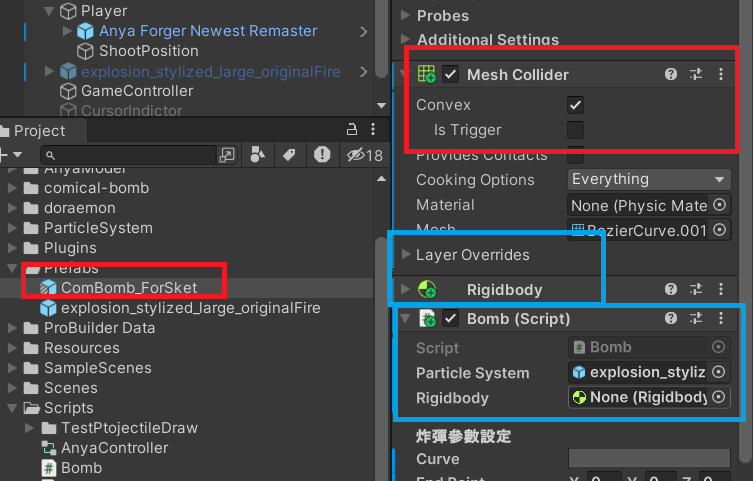 Player
Anya Forger Newest Remaster
ShootPosition
explosion_stylized_large_originalFire
GameController
CursorIndictor
Project
18
AnyaModel
comical-bomb
doraemon
ParticleSystem
Plugins
Prefabs
ComBomb_ForSket
explosion_stylized_large_originalFire
ProBuilder Data
Resources
SampleScenes
Scenes
Scripts
TestPtojectileDraw
AnyaController
Bomb
Probes
Additional Settings
Mesh Collider
Convex
Is Trigger
Provides Contacts
Cooking Options Everything
Material None (Physic Mate
Mesh BezierCurve.001
Layer Overrides
Rigidbody
Bomb (Script)
Script Bomb
Particle System explosion_styliz
Rigidbody None (Rigidbody
炸彈參數設定
Curve
End Point X 0 Y 0 Z 0